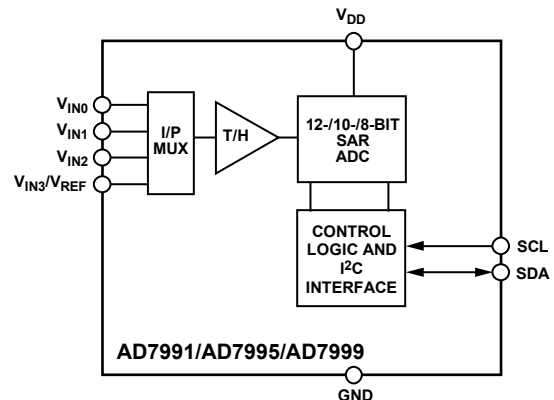 VDD
VIN0
VIN1
VIN2
VIN3/VREF
I/P
MUX
T/H
12-/10-/8-BIT
SAR
ADC
CONTROL
LOGIC AND
I2C
INTERFACE
SCL
SDA
AD7991/AD7995/AD7999
GND